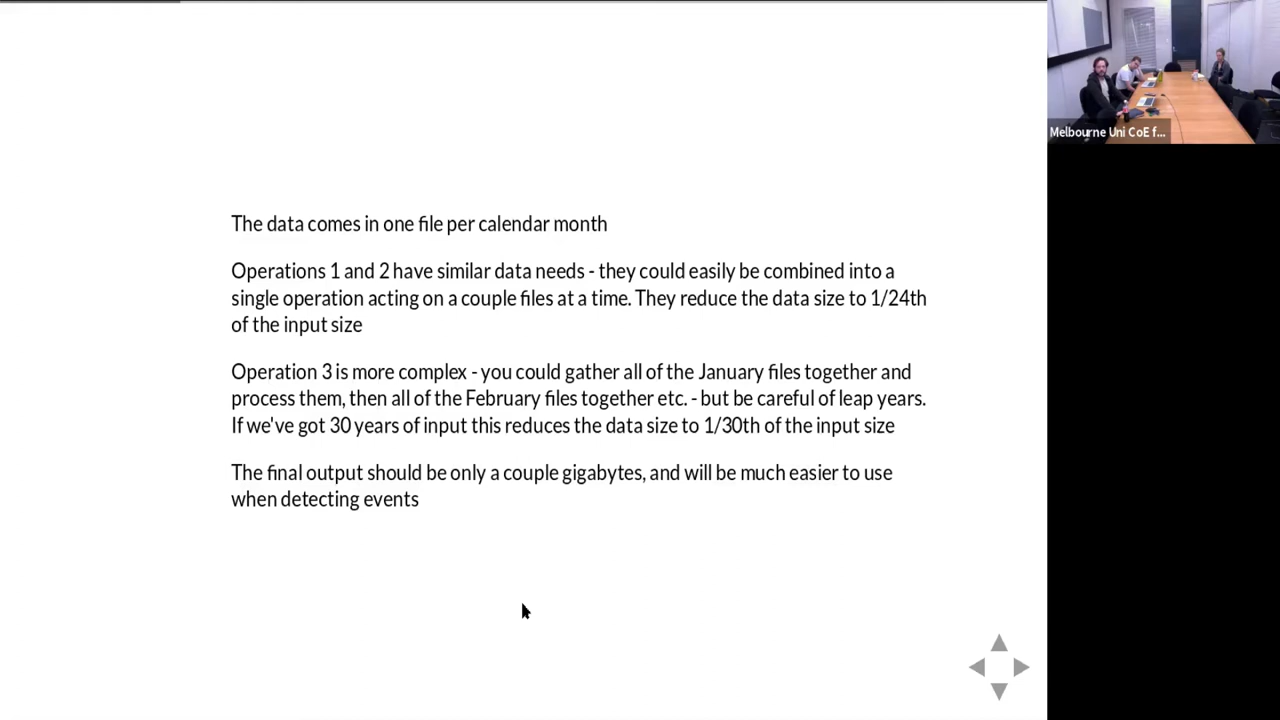 The data comes in one file per calendar month
Operations 1 and 2 have similar data needs - they could easily be combined into a
single operation acting on a couple files at a time. They reduce the data size to 1/24th
of the input size
Operation 3 is more complex - you could gather all of the January files together and
process them, then all of the February files together etc. - but be careful of leap years.
If we've got 30 years of input this reduces the data size to 1/30th of the input size
The final output should be only a couple gigabytes, and will be much easier to use
when detecting events
Melbourne Uni CoE f...